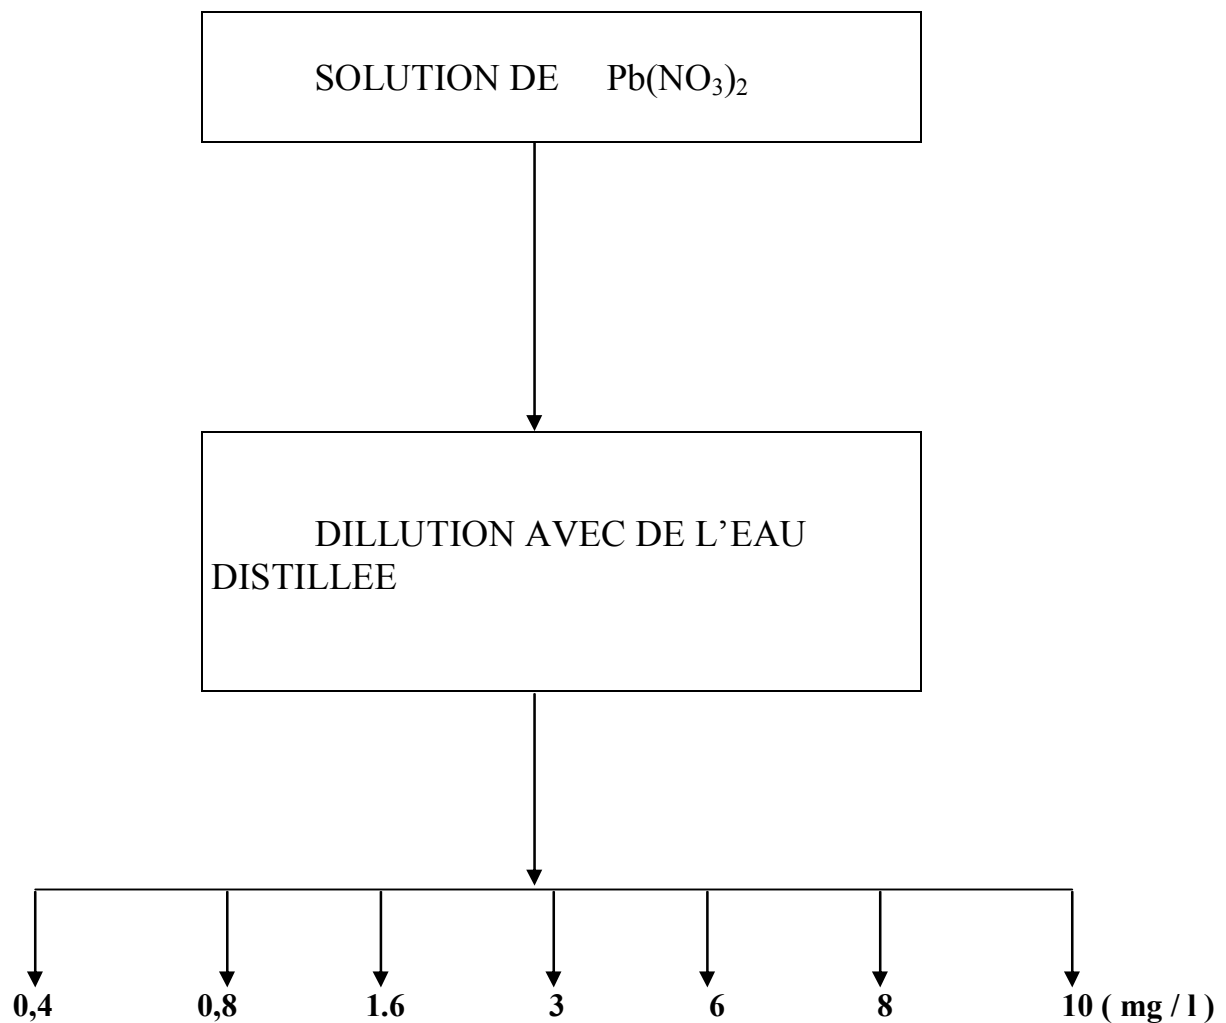 SOLUTION DE Pb(NO₃)₂
DILLUTION AVEC DE L’EAU
DISTILLEE
0,4 0,8 1.6 3 6 8 10 ( mg / l )